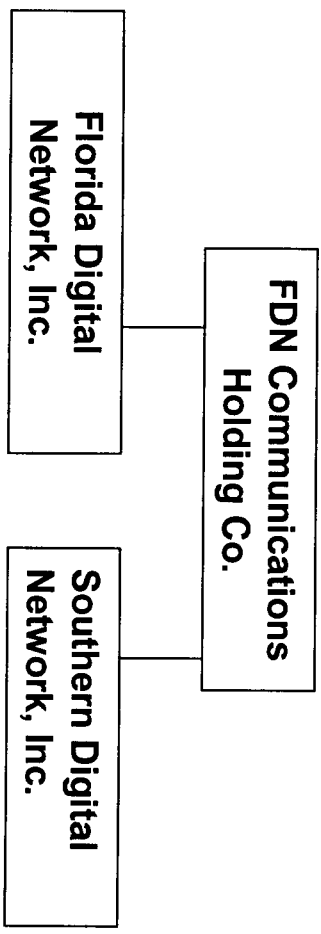 FDN Communications
Holding Co.
Florida Digital
Network, Inc.
Southern Digital
Network, Inc.